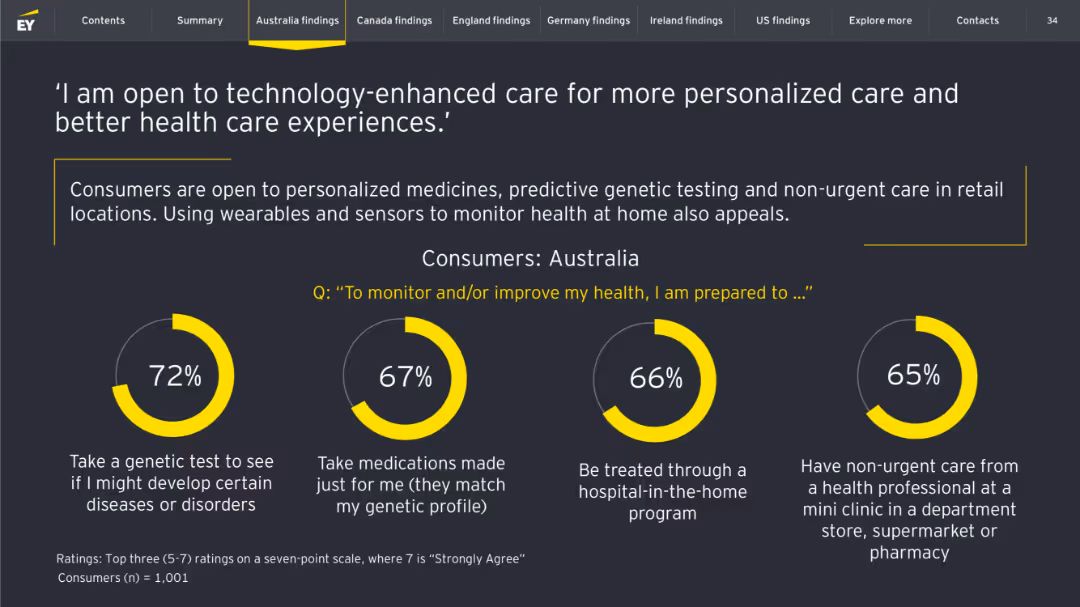 EY
Contents
Summary
Australia findings
Canada findings
England findings
Germany findings
Ireland findings
US findings
Explore more
Contacts
34
‘I am open to technology-enhanced care for more personalized care and
better health care experiences.’
Consumers are open to personalized medicines, predictive genetic testing and non-urgent care in retail
locations. Using wearables and sensors to monitor health at home also appeals.
Consumers: Australia
Q: “To monitor and/or improve my health, I am prepared to ...”
72%
Take a genetic test to see
if I might develop certain
diseases or disorders
67%
Take medications made
just for me (they match
my genetic profile)
66%
Be treated through a
hospital-in-the-home
program
65%
Have non-urgent care from
a health professional at a
mini clinic in a department
store, supermarket or
pharmacy
Ratings: Top three (5-7) ratings on a seven-point scale, where 7 is “Strongly Agree”
Consumers (n) = 1,001